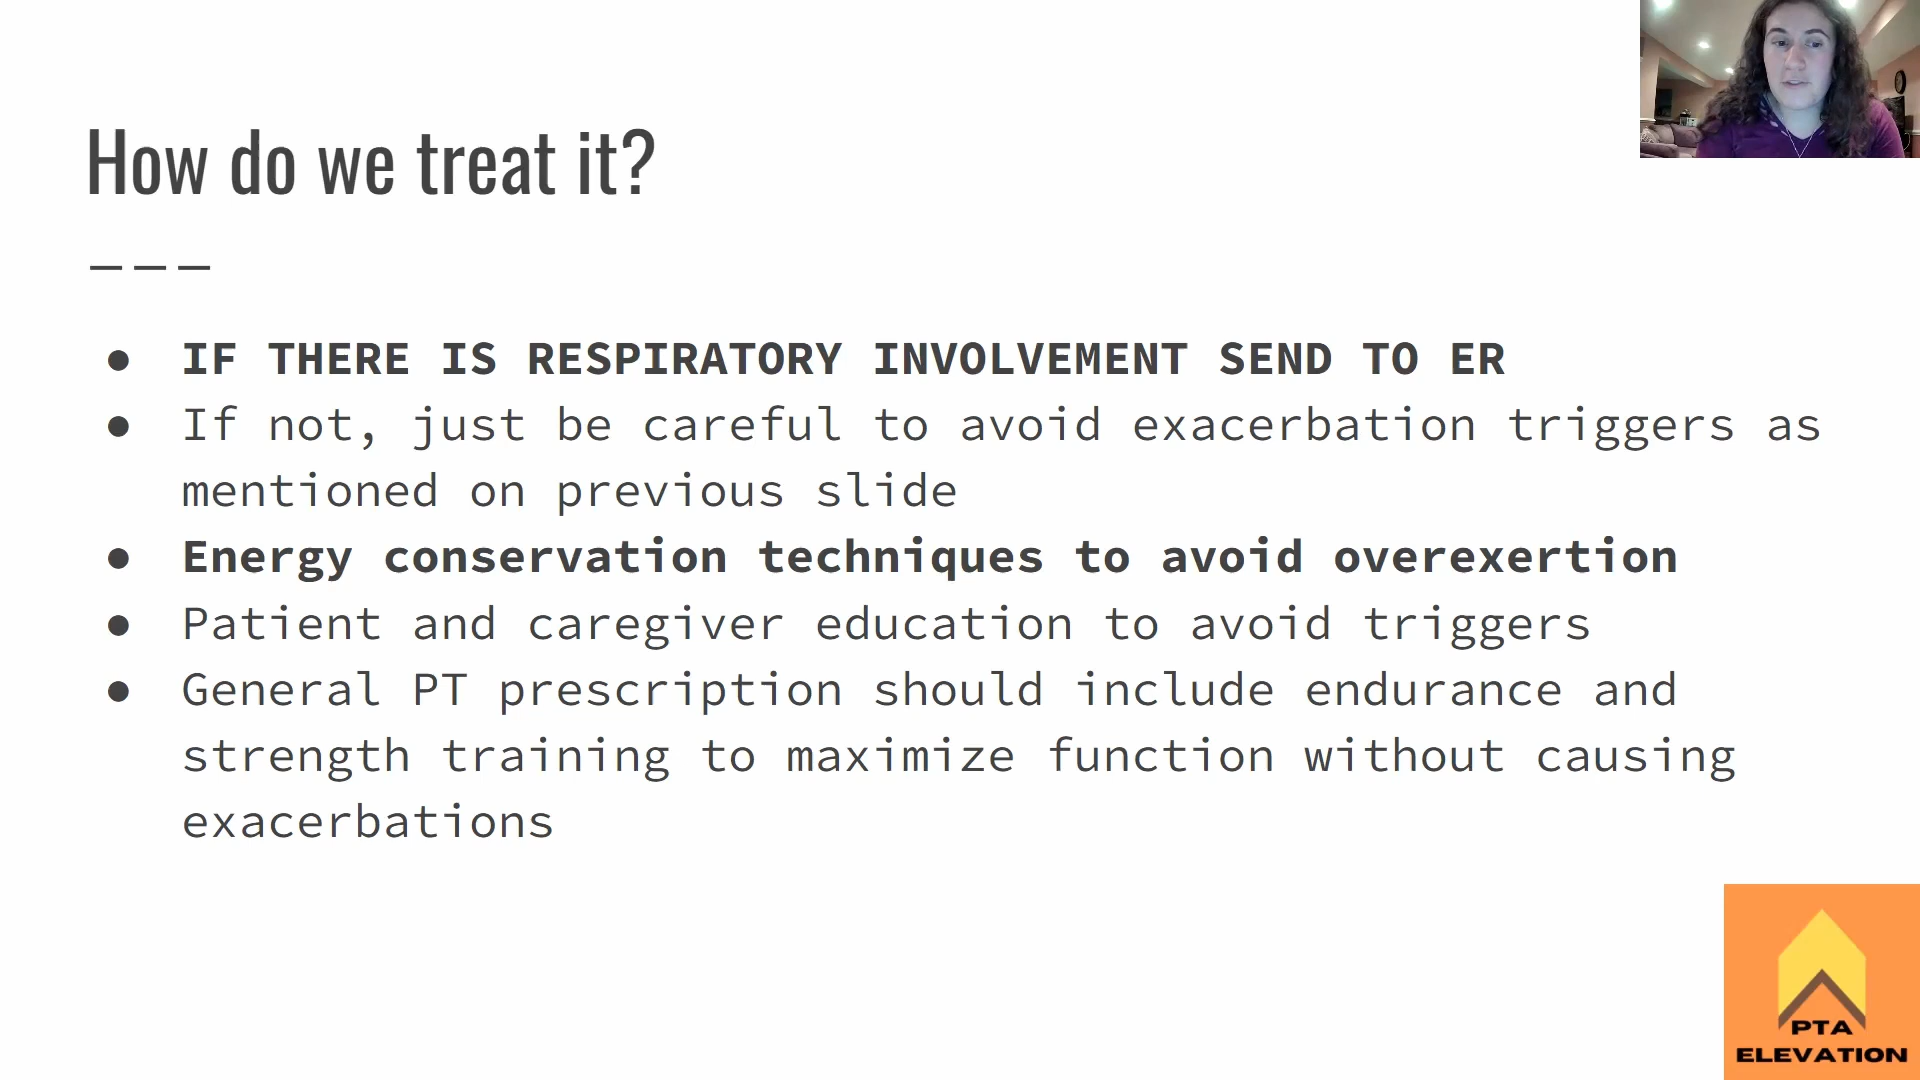 How do we treat it?
● IF THERE IS RESPIRATORY INVOLVEMENT SEND TO ER
● If not, just be careful to avoid exacerbation triggers as
mentioned on previous slide
● Energy conservation techniques to avoid overexertion
● Patient and caregiver education to avoid triggers
● General PT prescription should include endurance and
strength training to maximize function without causing
exacerbations
PTA
ELEVATION